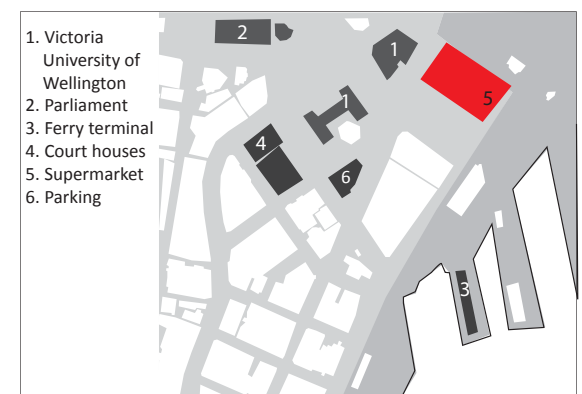 1. Victoria
University of
Wellington
2. Parliament
3. Ferry terminal
4. Court houses
5. Supermarket
6. Parking
2
1
5
1
4
6
3